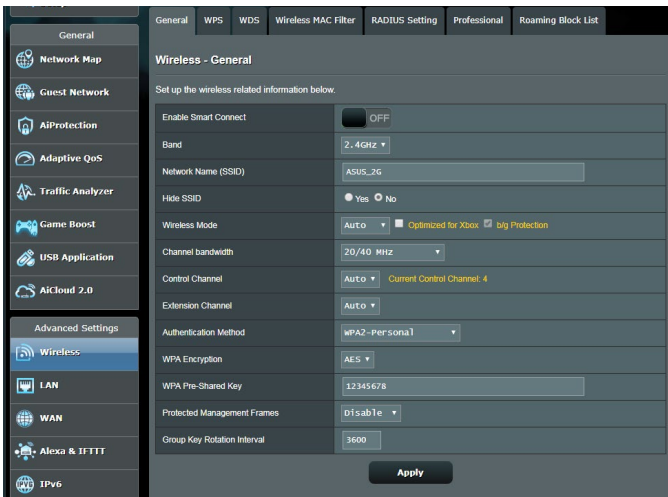 General
Network Map
Guest Network
AiProtection
Adaptive QoS
Traffic Analyzer
Game Boost
USB Application
AiCloud 2.0
Advanced Settings
Wireless
LAN
WAN
Alexa & IFTTT
IPv6
General WPS WDS Wireless MAC Filter RADIUS Setting Professional Roaming Block List
Wireless - General
Set up the wireless related information below.
Enable Smart Connect OFF
Band 2.4GHz
Network Name (SSID) ASUS_2G
Hide SSID Yes No
Wireless Mode Auto Optimized for Xbox b/g Protection
Channel bandwidth 20/40 MHz
Control Channel Auto Current Control Channel: 4
Extension Channel Auto
Authentication Method WPA2-Personal
WPA Encryption AES
WPA Pre-Shared Key 12345678
Protected Management Frames Disable
Group Key Rotation Interval 3600
Apply